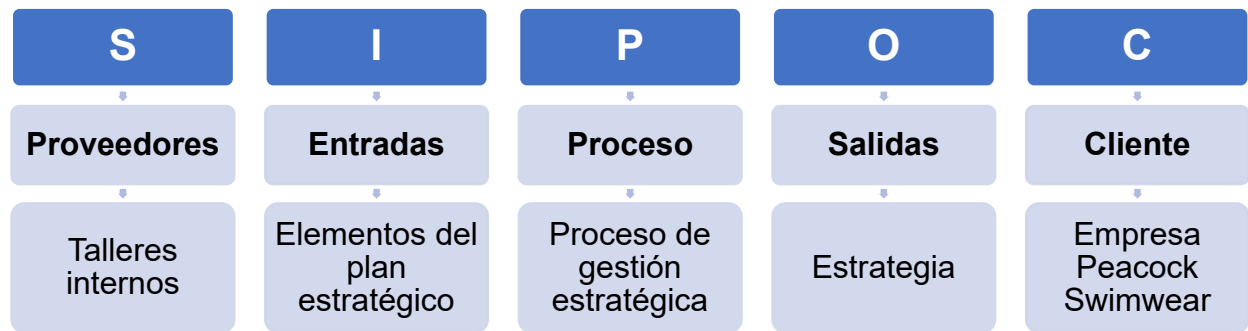 S
I
P
O
C
Proveedores
Entradas
Proceso
Salidas
Cliente
Talleres
internos
Elementos del
plan
estratégico
Proceso de
gestión
estratégica
Estrategia
Empresa
Peacock
Swimwear